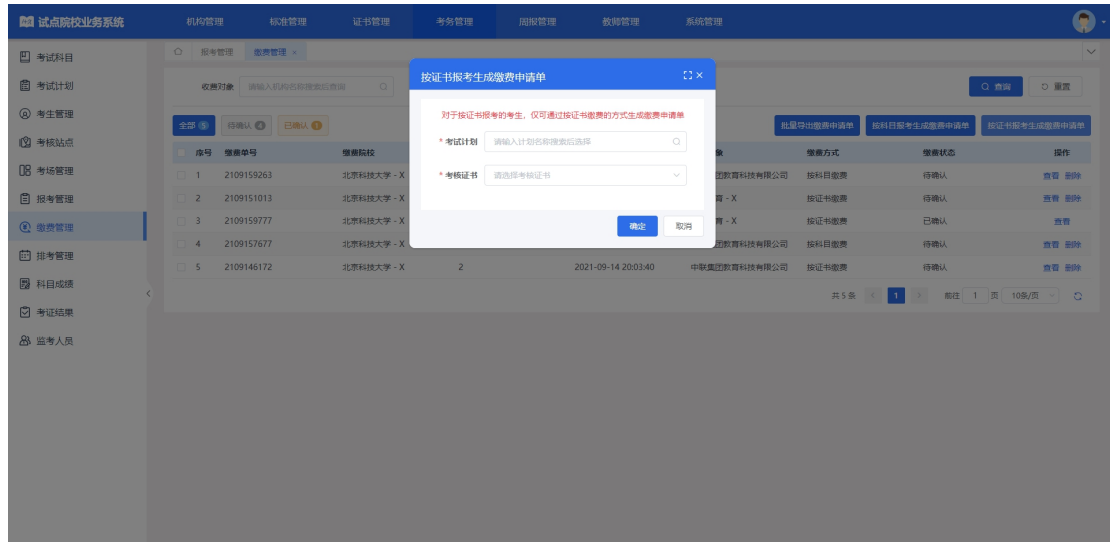 试点院校业务系统
机构管理 标准管理 证书管理 考务管理 周报管理 教师管理 系统管理
考试科目
考试计划
考生管理
考核站点
考场管理
报考管理
缴费管理
排考管理
科目成绩
考证结果
监考人员
报考管理 缴费管理 ×
收费对象 请输入机构名称搜索后查询
查询 重置
全部 5 待确认 4 已确认 1
批量导出缴费申请单 按科目报考生成缴费申请单 按证书报考生成缴费申请单
序号 缴费单号 缴费院校 象 缴费方式 缴费状态 操作
1 2109159263 北京科技大学 - X 团教育科技有限公司 按科目缴费 待确认 查看 删除
2 2109151013 北京科技大学 - X 育 - X 按证书缴费 待确认 查看 删除
3 2109159777 北京科技大学 - X 育 - X 按证书缴费 已确认 查看
4 2109157677 北京科技大学 - X 团教育科技有限公司 按科目缴费 待确认 查看 删除
5 2109146172 北京科技大学 - X 2 2021-09-14 20:03:40 中联集团教育科技有限公司 按证书缴费 待确认 查看 删除
共 5 条 1 前往 1 页 10条/页
按证书报考生成缴费申请单
对于按证书报考的考生，仅可通过按证书缴费的方式生成缴费申请单
* 考试计划 请输入计划名称搜索后选择
* 考核证书 请选择考核证书
确定 取消